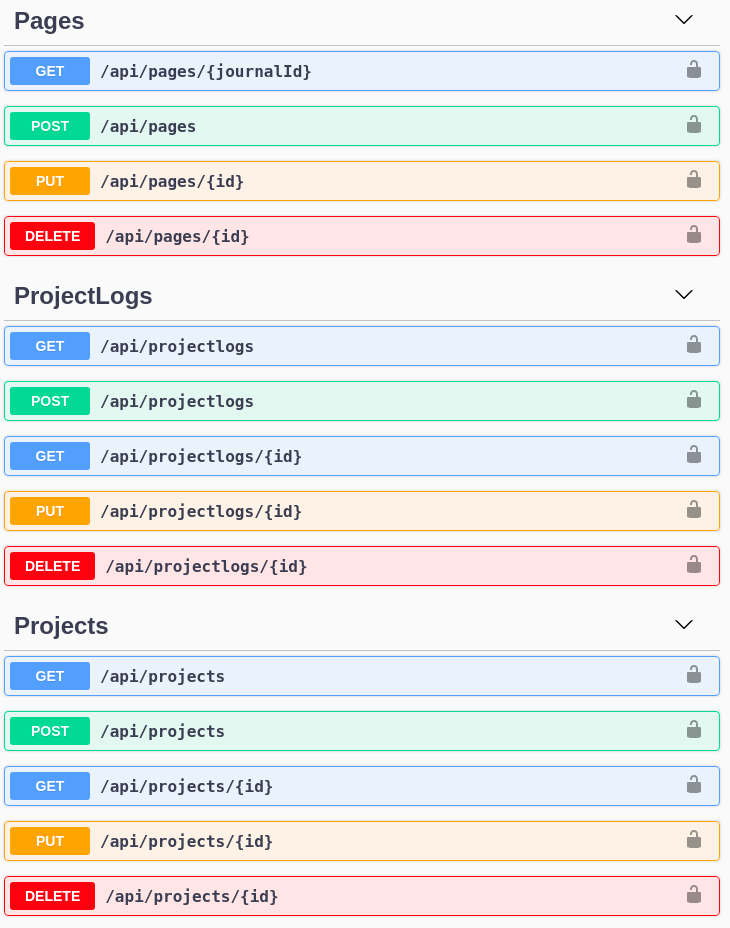 Pages
GET /api/pages/{journalId}
POST /api/pages
PUT /api/pages/{id}
DELETE /api/pages/{id}
ProjectLogs
GET /api/projectlogs
POST /api/projectlogs
GET /api/projectlogs/{id}
PUT /api/projectlogs/{id}
DELETE /api/projectlogs/{id}
Projects
GET /api/projects
POST /api/projects
GET /api/projects/{id}
PUT /api/projects/{id}
DELETE /api/projects/{id}